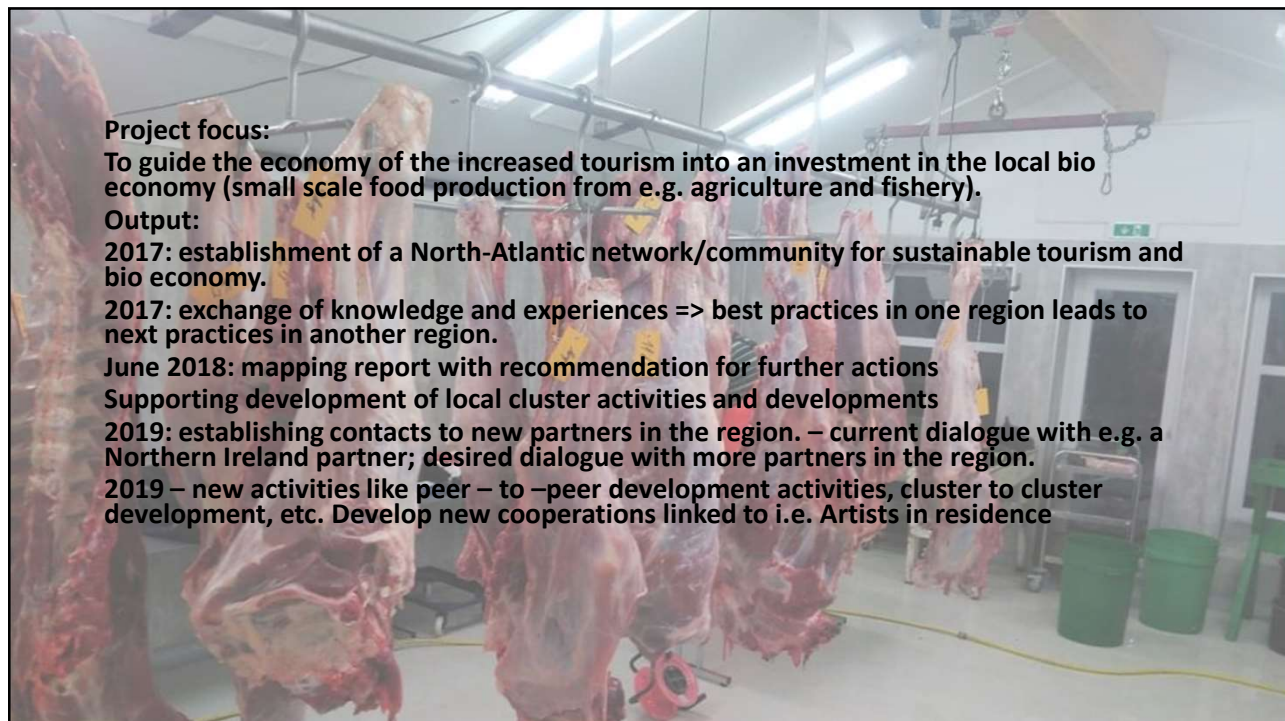 Project focus:
To guide the economy of the increased tourism into an investment in the local bio
economy (small scale food production from e.g. agriculture and fishery).
Output:
2017: establishment of a North-Atlantic network/community for sustainable tourism and
bio economy.
2017: exchange of knowledge and experiences => best practices in one region leads to
next practices in another region.
June 2018: mapping report with recommendation for further actions
Supporting development of local cluster activities and developments
2019: establishing contacts to new partners in the region. – current dialogue with e.g. a
Northern Ireland partner; desired dialogue with more partners in the region.
2019 – new activities like peer – to –peer development activities, cluster to cluster
development, etc. Develop new cooperations linked to i.e. Artists in residence